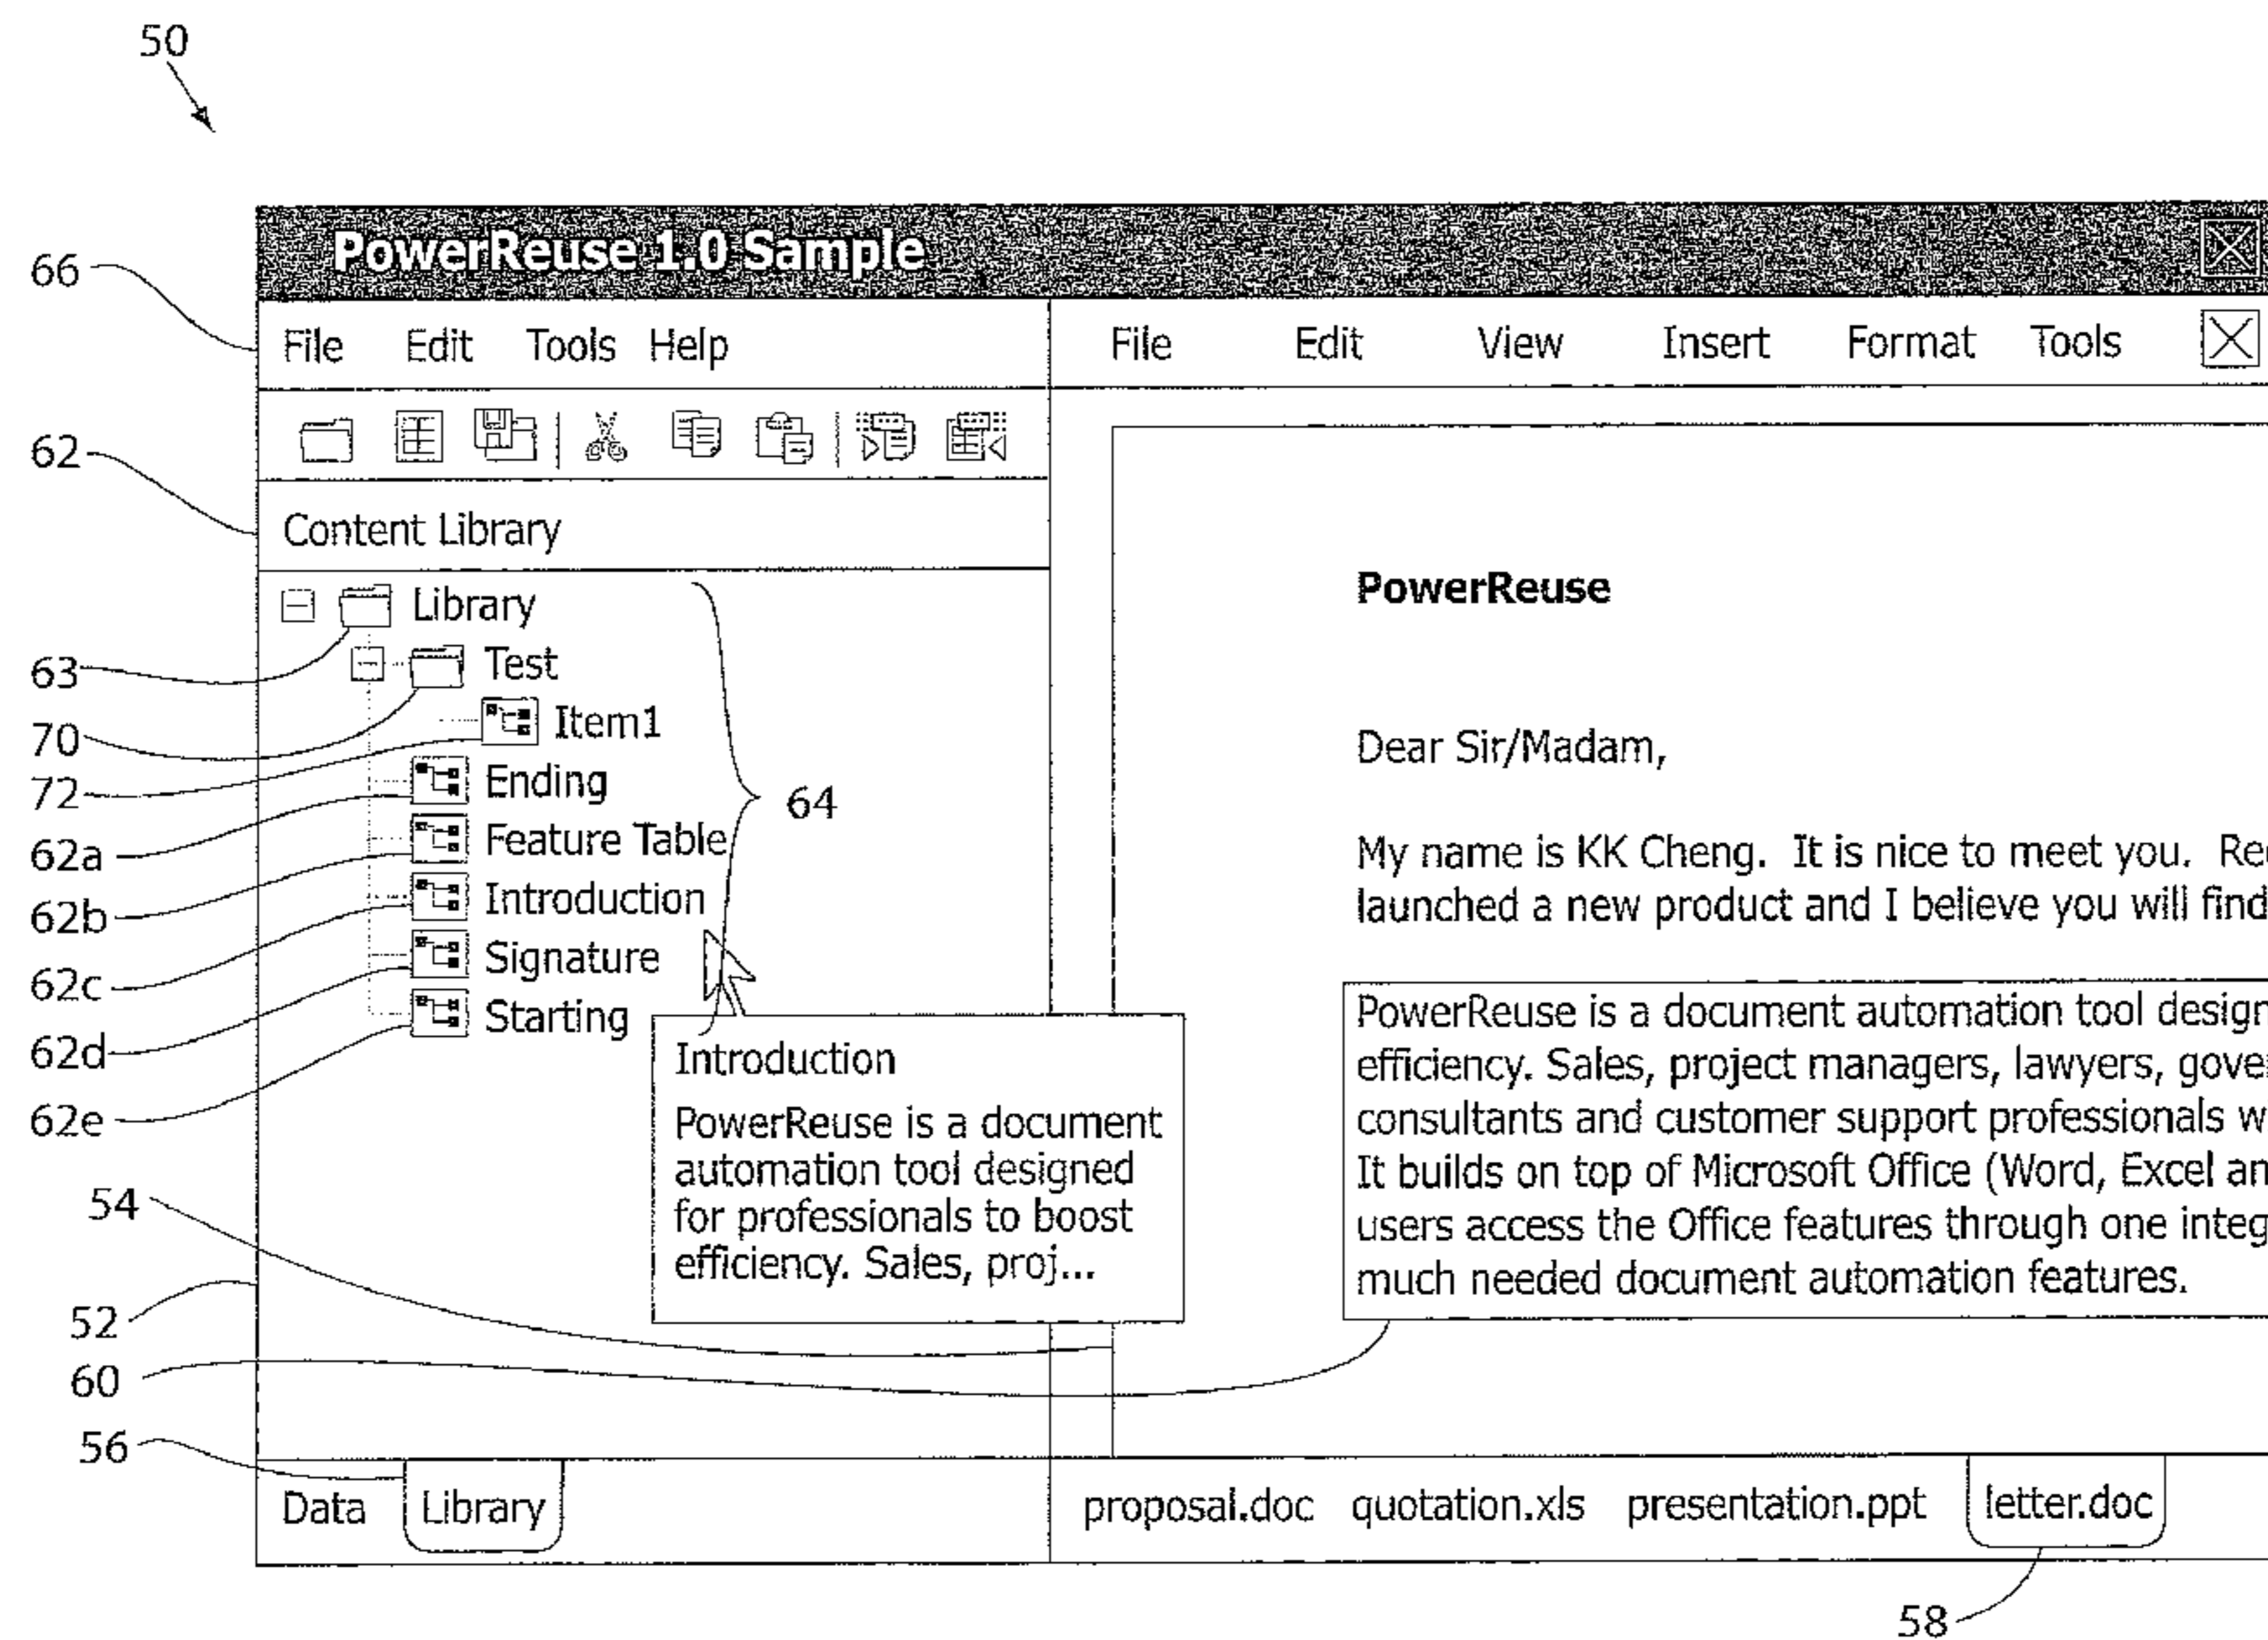 50
PowerReuse 1.0 Sample
66
File Edit Tools Help
File Edit View Insert Format Tools
62
Content Library
63
70
72
62a
62b
62c
62d
62e
Library
Test
Item1
Ending
Feature Table
Introduction
Signature
Starting
64
Introduction
PowerReuse is a document
automation tool designed
for professionals to boost
efficiency. Sales, proj...
PowerReuse
Dear Sir/Madam,
My name is KK Cheng. It is nice to meet you.
launched a new product and I believe you will find
PowerReuse is a document automation tool
efficiency. Sales, project managers, lawyers,
consultants and customer support professionals
It builds on top of Microsoft Office (Word, Excel
users access the Office features through one
much needed document automation features.
54
52
60
56
Data Library
proposal.doc quotation.xls presentation.ppt letter.doc
58